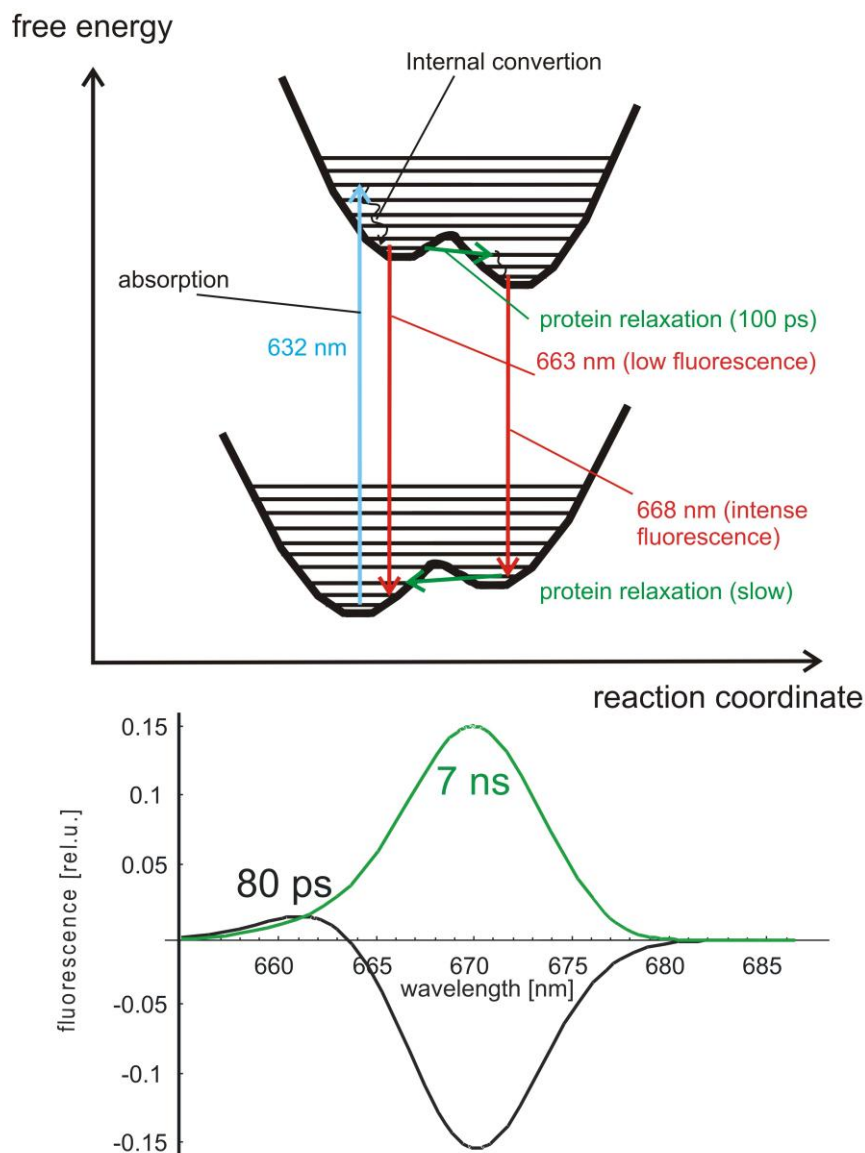 free energy
Internal convertion
absorption
632 nm
protein relaxation (100 ps)
663 nm (low fluorescence)
668 nm (intense
fluorescence)
protein relaxation (slow)
reaction coordinate
0.15
0.1
0.05
-0.05
-0.1
-0.15
fluorescence [rel.u.]
7 ns
80 ps
660
665
670
675
680
685
wavelength [nm]